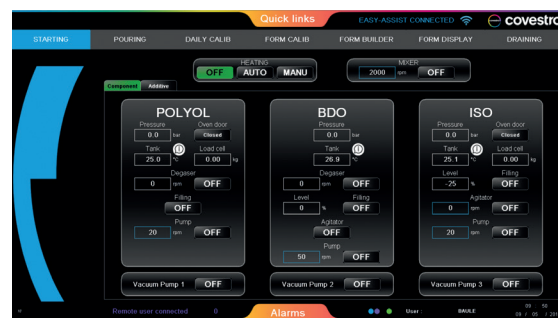 Quick links
EASY-ASSIST CONNECTED
covestro
STARTING POURING DAILY CALIB FORM CALIB FORM BUILDER FORM DISPLAY DRAINING
HEATING
OFF AUTO MANU
MIXER
2000 rpm OFF
Component Additive
POLYOL
Pressure Oven door
0.0 bar Closed
Tank Load cell
25.0 °C 0.00 kg
Degaser
0 rpm OFF
Filling
OFF
Pump
20 rpm OFF
BDO
Pressure
0.0 bar
Tank
26.9 °C
Degaser
0 rpm OFF
Level Filling
0 % OFF
Agitator
OFF
Pump
50 rpm OFF
ISO
Pressure Oven door
0.0 bar Closed
Tank Load cell
25.1 °C 0.00 kg
Level Filling
-25 % OFF
Agitator
0 rpm OFF
Pump
20 rpm OFF
Vacuum Pump 1 OFF
Vacuum Pump 2 OFF
Vacuum Pump 3 OFF
Remote user connected 0
Alarms
User : BAULE